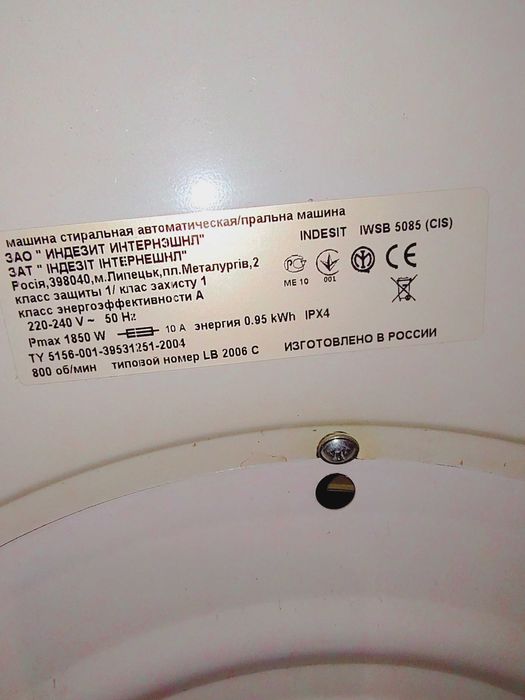 машина стиральная автоматическая/пральна машина
ЗАО " ИНДЕЗИТ ИНТЕРНЭШНЛ"
INDESIT IWSB 5085 (CIS)
ЗАТ " ІНДЕЗІТ ІНТЕРНЕШНЛ"
Росія,398040,м.Липецьк,пл.Металургів,2
класс защиты 1/ клас захисту 1
ME 10 001
класс энергоэффективности А
220-240 V ~ 50 Hz
Pmax 1850 W 10 A энергия 0.95 kWh IPX4
TY 5156-001-39531251-2004
800 об/мин типовой номер LB 2006 C
ИЗГОТОВЛЕНО В РОССИИ